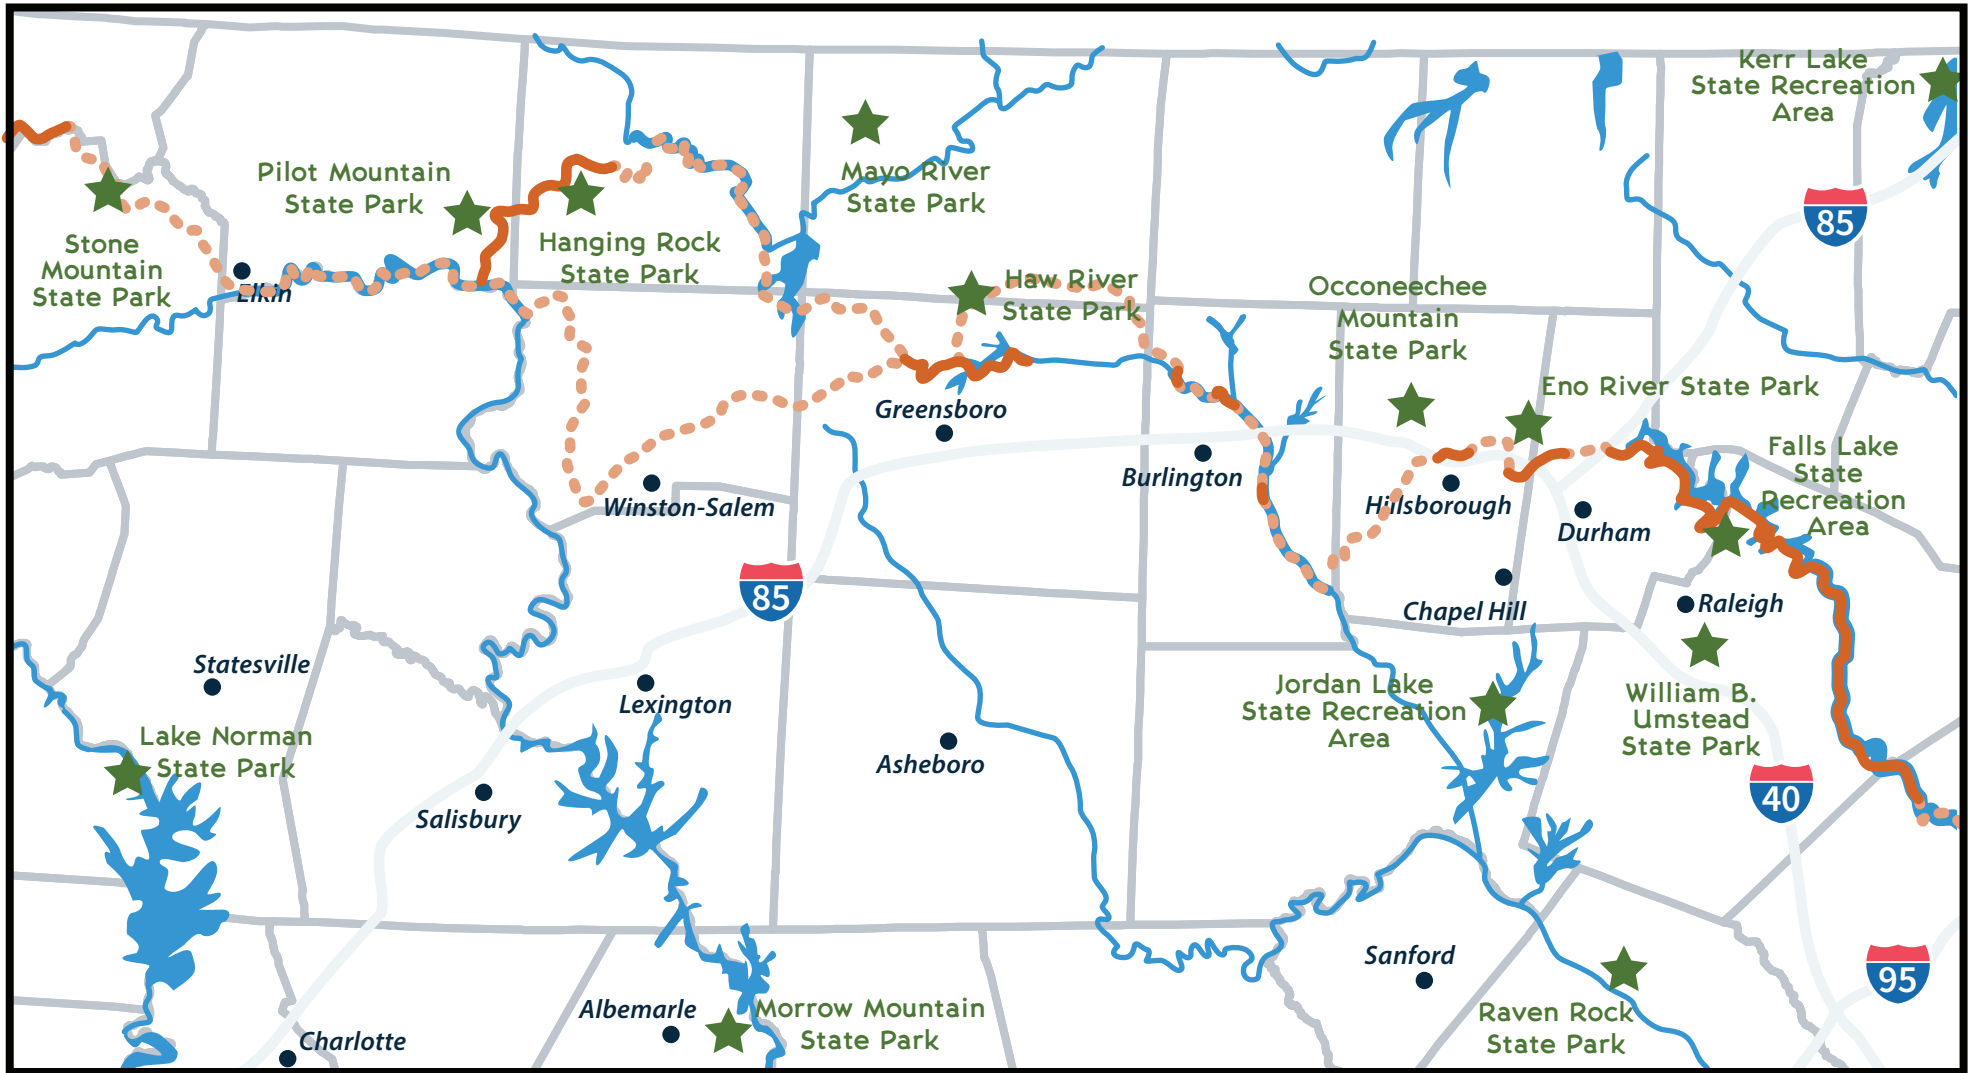 Kerr Lake
State Recreation
Area
Pilot Mountain
State Park
Mayo River
State Park
85
Stone
Mountain
State Park
Hanging Rock
State Park
Haw River
State Park
Occoneechee
Mountain
State Park
Elkin
Eno River State Park
Greensboro
Burlington
Winston-Salem
Hillsborough
Durham
Falls Lake
State
Recreation
Area
85
Chapel Hill
Raleigh
Statesville
Lexington
Jordan Lake
State Recreation
Area
William B.
Umstead
State Park
Lake Norman
State Park
Asheboro
Salisbury
40
Sanford
95
Albemarle
Morrow Mountain
State Park
Raven Rock
State Park
Charlotte